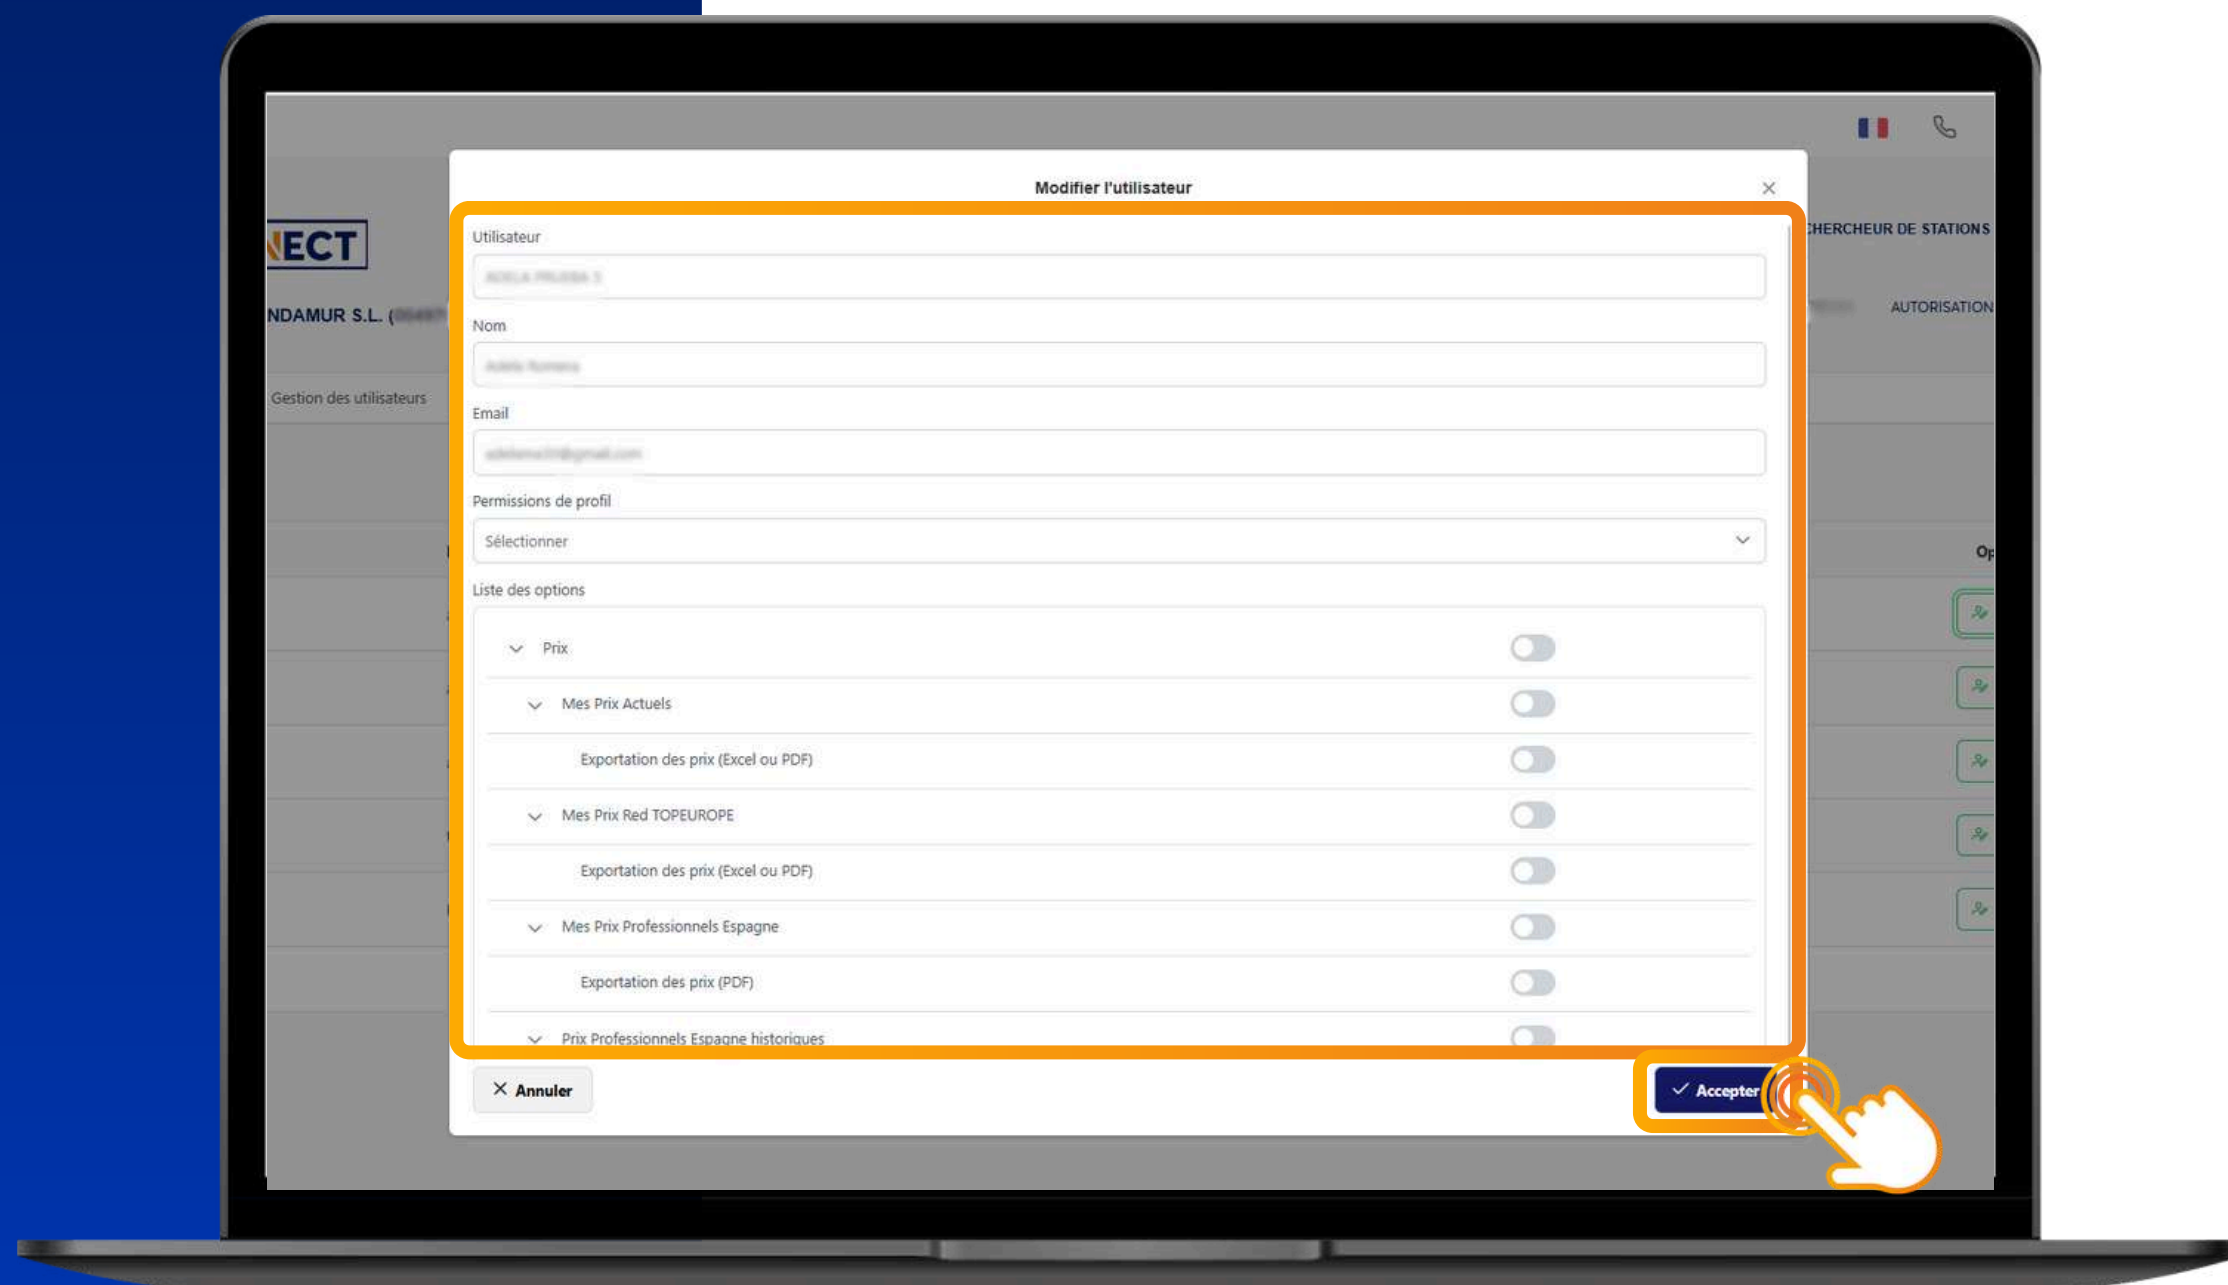 Modifier l'utilisateur
NECT
CHERCHEUR DE STATIONS
NDAMUR S.L. (
AUTORISATION
Gestion des utilisateurs
Utilisateur
Nom
Email
Permissions de profil
Sélectionner
Op
Liste des options
Prix
Mes Prix Actuels
Exportation des prix (Excel ou PDF)
Mes Prix Red TOPEUROPE
Exportation des prix (Excel ou PDF)
Mes Prix Professionnels Espagne
Exportation des prix (PDF)
Prix Professionnels Espagne historiques
Annuler
Accepter